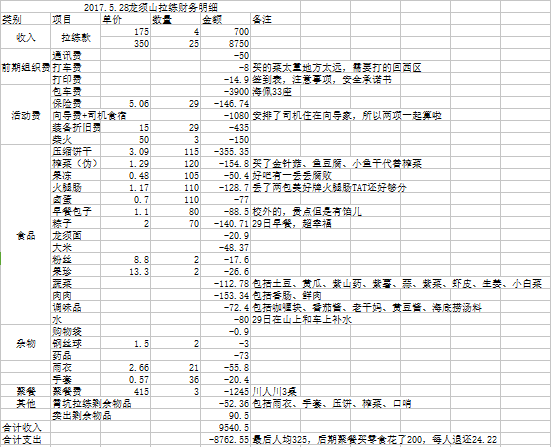 2017.5.28龙须山拉练财务明细
类别 项目 单价 数量 金额 备注
收入 拉练款 175 4 700
350 25 8750
前期组织费 通讯费 -50
打车费 -8 买的菜太重地方太远，需要打的回西区
打印费 -14.9 签到表，注意事项，安全承诺书
活动费 包车费 -3900 海佩33座
保险费 5.06 29 -146.74
向导费+司机食宿 -1080 安排了司机住在向导家，所以两项一起算啦
装备折旧费 15 29 -435
柴火 50 3 -150
食品 压缩饼干 3.09 115 -355.35
榨菜（伪） 1.29 120 -154.8 买了金针菇、鱼豆腐、小鱼干代替榨菜
果冻 0.48 105 -50.4 好吧有一丢丢腐败
火腿肠 1.17 110 -128.7 丢了两包美好牌火腿肠TAT还好够分
卤蛋 0.7 110 -77
早餐包子 1.1 80 -88.5 校外的，贵点但是有馅儿
粽子 2 70 -140.71 29日早餐，超幸福
龙须面 -20.9
大米 -48.37
粉丝 8.8 2 -17.6
果珍 13.3 2 -26.6
蔬菜 -112.78 包括土豆、黄瓜、紫山药、紫薯、蒜、紫菜、虾皮、生姜、小白菜
肉肉 -153.34 包括香肠、鲜肉
调味品 -72.4 包括咖喱块、番茄酱、老干妈、黄豆酱、海底捞汤料
水 -80 29日在山上和车上补水
杂物 购物袋 -0.9
钢丝球 1.5 2 -3
药品 -73
雨衣 2.66 21 -55.8
手套 0.57 36 -20.4
聚餐 聚餐费 415 3 -1245 川人川3桌
其他 霄坑拉练剩余物品 -52.36 包括雨衣、手套、压饼、榨菜、口哨
卖出剩余物品 90.5
合计收入 9540.5
合计支出 -8762.55 最后人均325，后期聚餐买零食花了200，每人退还24.22